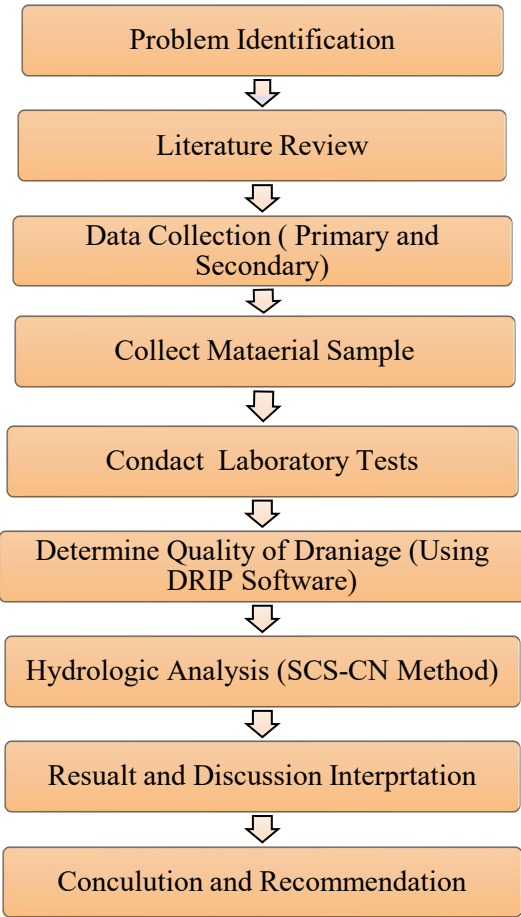 Problem Identification
Literature Review
Data Collection ( Primary and
Secondary)
Collect Mataerial Sample
Condact Laboratory Tests
Determine Quality of Draniage (Using
DRIP Software)
Hydrologic Analysis (SCS-CN Method)
Resualt and Discussion Interprtation
Conculution and Recommendation